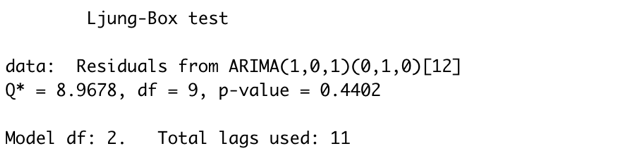 Ljung-Box test
data:  Residuals from ARIMA(1,0,1)(0,1,0)[12]
Q* = 8.9678, df = 9, p-value = 0.4402
Model df: 2.   Total lags used: 11